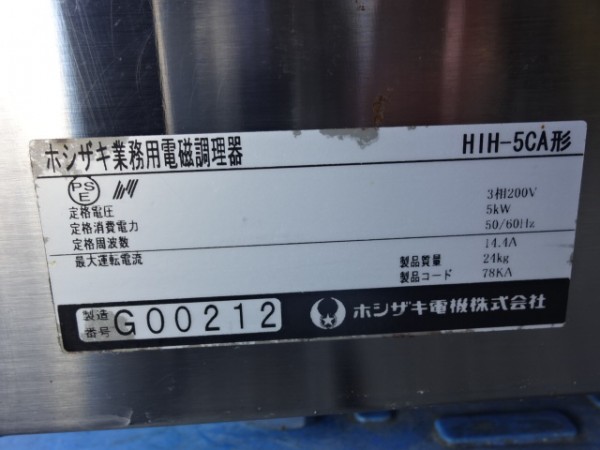 ホシザキ業務用電磁調理器 HIH-5CA形
PS
E
定格電圧 3相200V
定格消費電力 5kW
定格周波数 50/60Hz
最大運転電流 14.4A
製品質量 24kg
製品コード 78KA
製造番号 G00212 ホシザキ電機株式会社